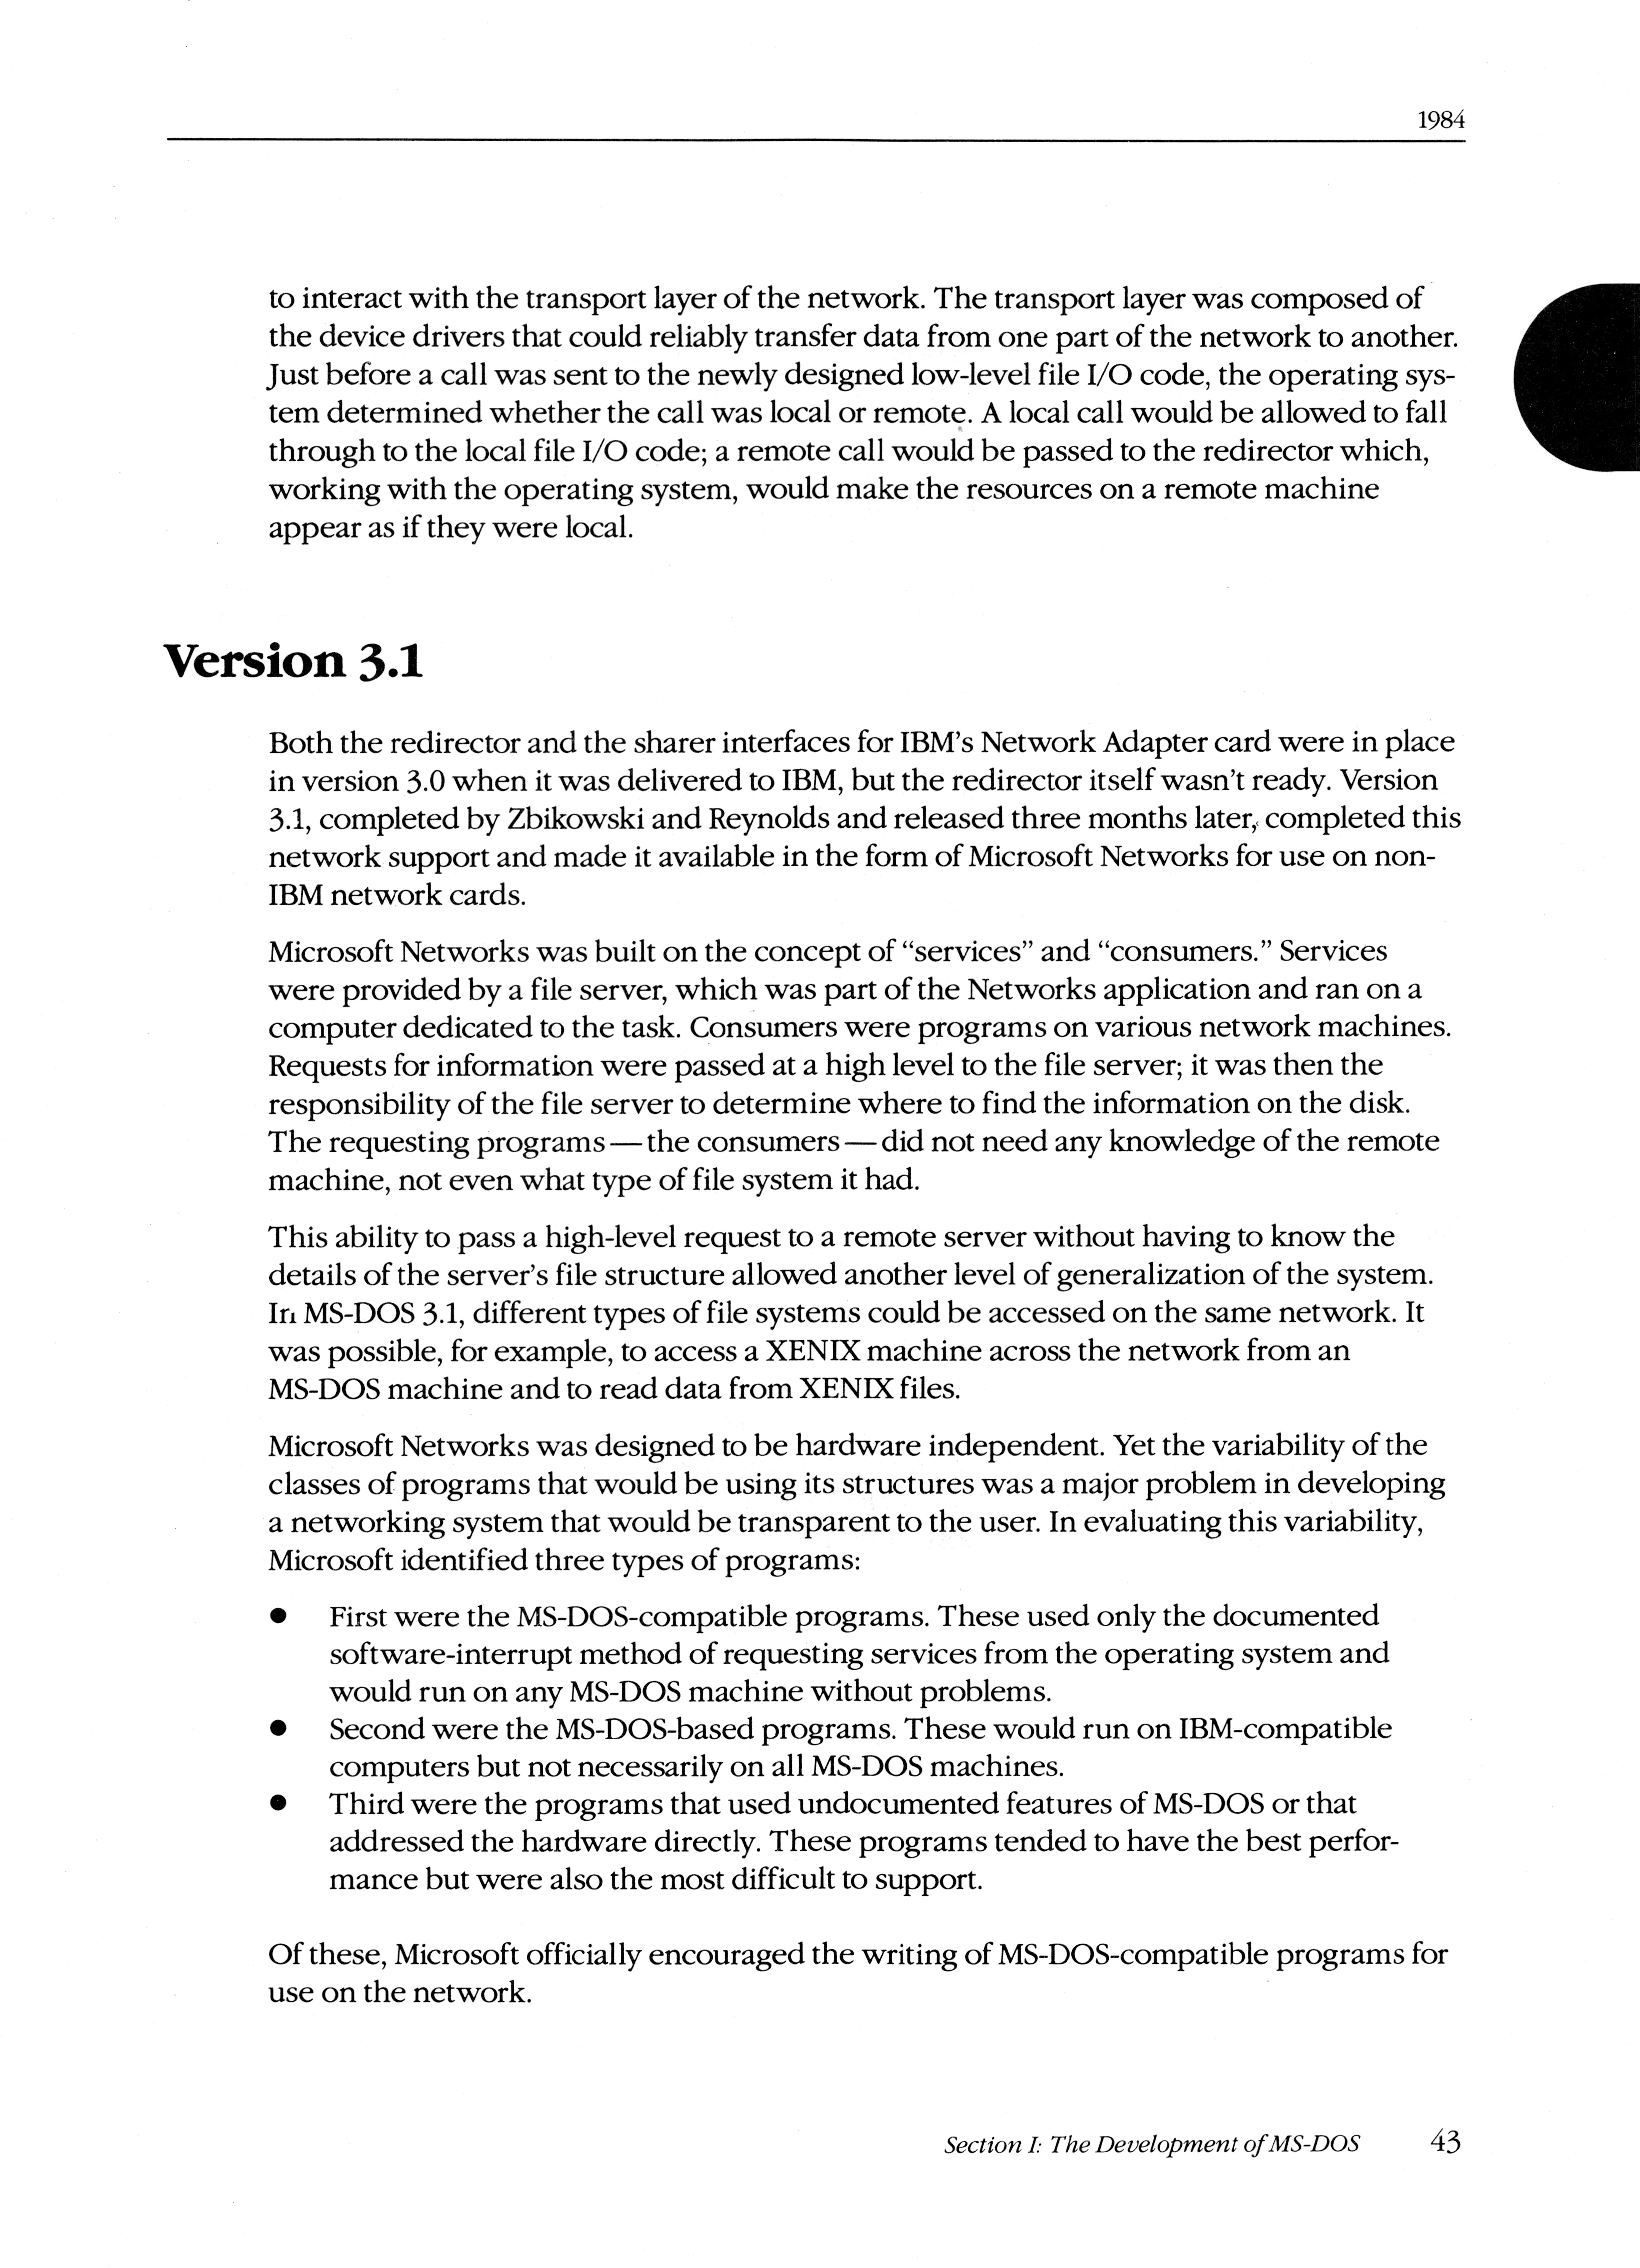 1984
to interact with the transport layer of the network. The transport layer was composed of
the device drivers that could reliably transfer data from one part of the network to another.
Just before a call was sent to the newly designed low-level file I/O code, the operating sys-
tem determined whether the call was local or remote. A local call would be allowed to fall
through to the local file I/O code; a remote call would be passed to the redirector which,
working with the operating system, would make the resources on a remote machine
appear as if they were local.
Version 3.1
Both the redirector and the sharer interfaces for IBM’s Network Adapter card were in place
in version 3.0 when it was delivered to IBM, but the redirector itself wasn’t ready. Version
3.1, completed by Zbikowski and Reynolds and released three months later, completed this
network support and made it available in the form of Microsoft Networks for use on non-
IBM network cards.
Microsoft Networks was built on the concept of “services” and “consumers.” Services
were provided by a file server, which was part of the Networks application and ran on a
computer dedicated to the task. Consumers were programs on various network machines.
Requests for information were passed at a high level to the file server; it was then the
responsibility of the file server to determine where to find the information on the disk.
The requesting programs — the consumers — did not need any knowledge of the remote
machine, not even what type of file system it had.
This ability to pass a high-level request to a remote server without having to know the
details of the server’s file structure allowed another level of generalization of the system.
In MS-DOS 3.1, different types of file systems could be accessed on the same network. It
was possible, for example, to access a XENIX machine across the network from an
MS-DOS machine and to read data from XENIX files.
Microsoft Networks was designed to be hardware independent. Yet the variability of the
classes of programs that would be using its structures was a major problem in developing
a networking system that would be transparent to the user. In evaluating this variability,
Microsoft identified three types of programs:
● First were the MS-DOS-compatible programs. These used only the documented
software-interrupt method of requesting services from the operating system and
would run on any MS-DOS machine without problems.
● Second were the MS-DOS-based programs. These would run on IBM-compatible
computers but not necessarily on all MS-DOS machines.
● Third were the programs that used undocumented features of MS-DOS or that
addressed the hardware directly. These programs tended to have the best perfor-
mance but were also the most difficult to support.
Of these, Microsoft officially encouraged the writing of MS-DOS-compatible programs for
use on the network.
Section I: The Development of MS-DOS 43